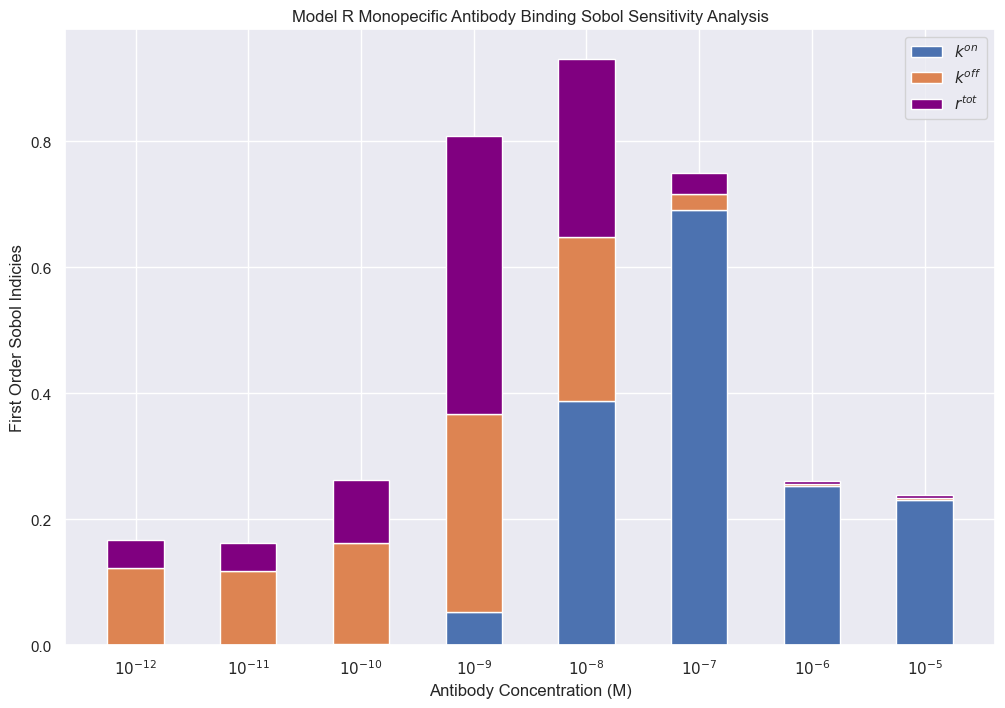 Model R Monopecific Antibody Binding Sobol Sensitivity Analysis
k^on
k^off
r^tot
First Order Sobol Indicies
0.8
0.6
0.4
0.2
0.0
10^−12 10^−11 10^−10 10^−9 10^−8 10^−7 10^−6 10^−5
Antibody Concentration (M)